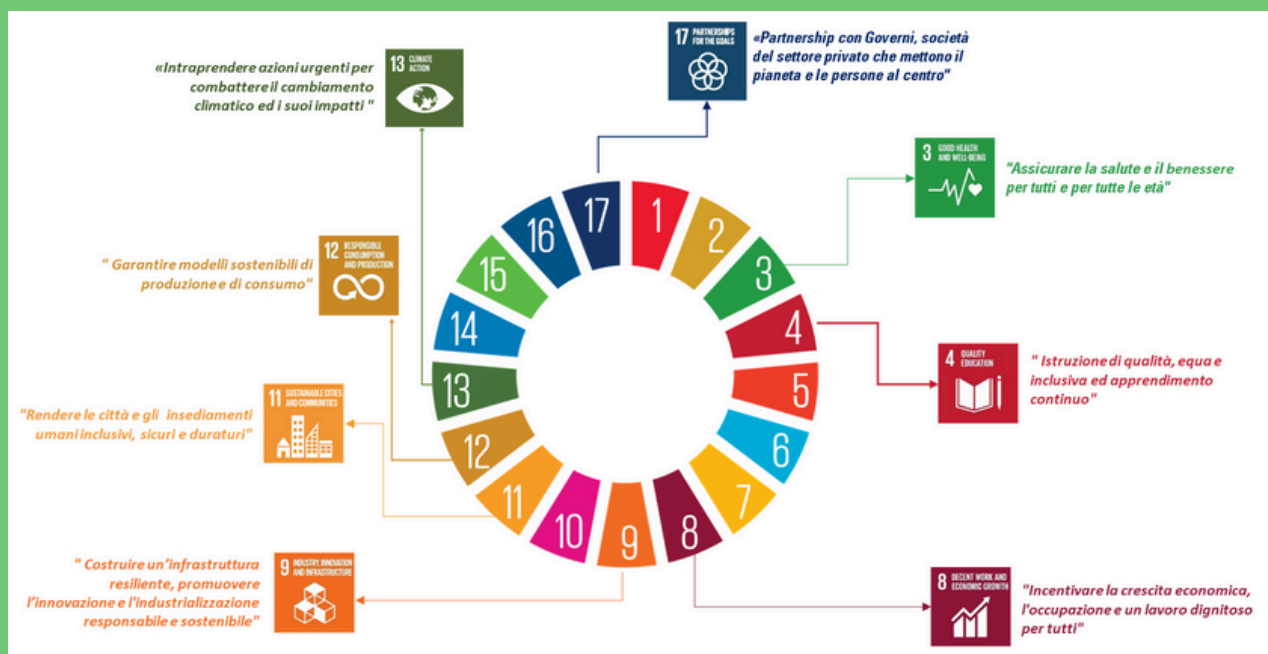 17 PARTNERSHIPS
FOR THE GOALS
«Partnership con Governi, società
del settore privato che mettono il
pianeta e le persone al centro"
13 CLIMATE
ACTION
«Intraprendere azioni urgenti per
combattere il cambiamento
climatico ed i suoi impatti "
3 GOOD HEALTH
AND WELL-BEING
"Assicurare la salute e il benessere
per tutti e per tutte le età"
12 RESPONSIBLE
CONSUMPTION
AND PRODUCTION
" Garantire modelli sostenibili di
produzione e di consumo"
4 QUALITY
EDUCATION
" Istruzione di qualità, equa e
inclusiva ed apprendimento
continuo"
11 SUSTAINABLE CITIES
AND COMMUNITIES
"Rendere le città e gli insediamenti
umani inclusivi, sicuri e duraturi"
9 INDUSTRY, INNOVATION
AND INFRASTRUCTURE
" Costruire un’infrastruttura
resiliente, promuovere
l’innovazione e l'industrializzazione
responsabile e sostenibile"
8 DECENT WORK AND
ECONOMIC GROWTH
"Incentivare la crescita economica,
l'occupazione e un lavoro dignitoso
per tutti"
1
2
3
4
5
6
7
8
9
10
11
12
13
14
15
16
17